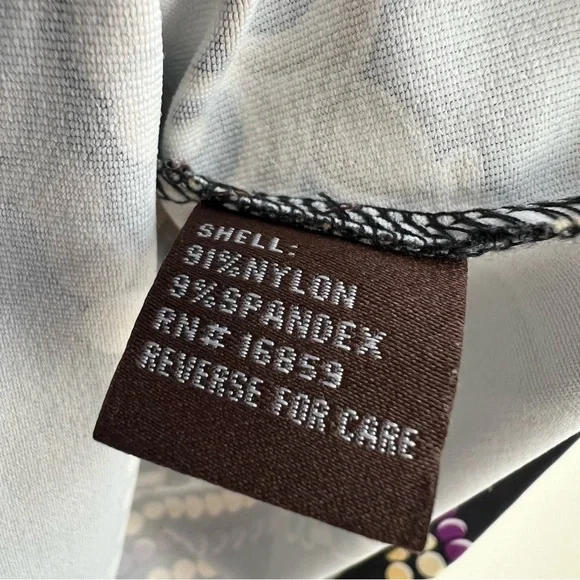 SHELL:
91%NYLON
9%SPANDEX
RN# 16859
REVERSE FOR CARE